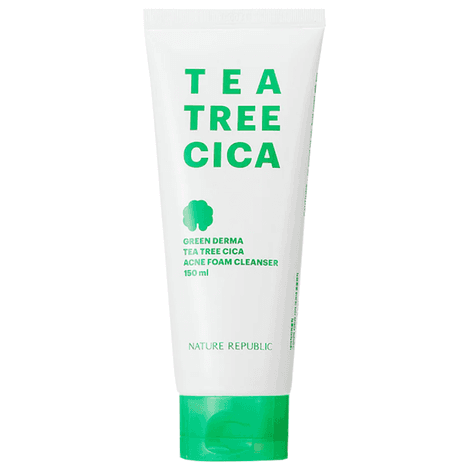 TEA
TREE
CICA
GREEN DERMA
TEA TREE CICA
ACNE FOAM CLEANSER
150 ml
NATURE REPUBLIC